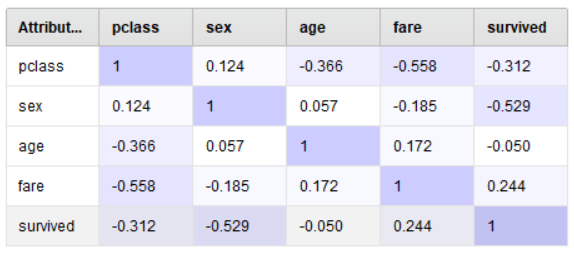 Attribut... pclass sex age fare survived
pclass 1 0.124 -0.366 -0.558 -0.312
sex 0.124 1 0.057 -0.185 -0.529
age -0.366 0.057 1 0.172 -0.050
fare -0.558 -0.185 0.172 1 0.244
survived -0.312 -0.529 -0.050 0.244 1